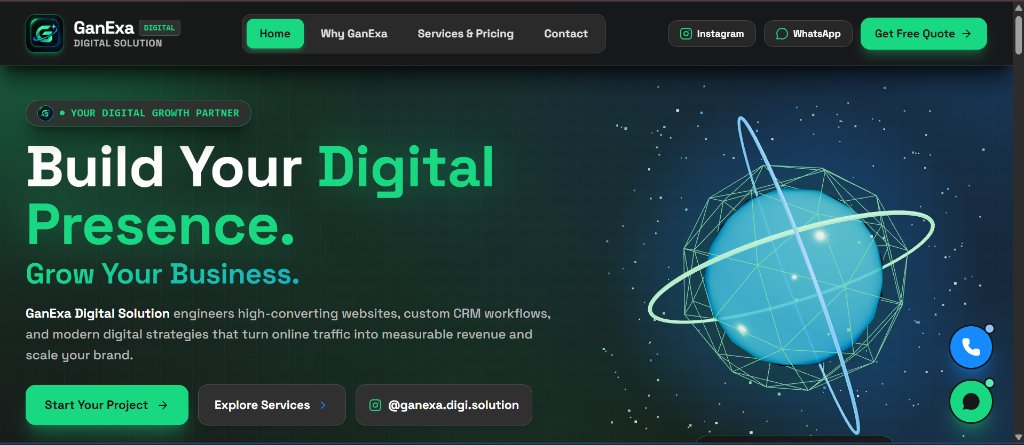 GanExa DIGITAL
DIGITAL SOLUTION
Home
Why GanExa
Services & Pricing
Contact
Instagram
WhatsApp
Get Free Quote →
YOUR DIGITAL GROWTH PARTNER
Build Your Digital
Presence.
Grow Your Business.
GanExa Digital Solution engineers high-converting websites, custom CRM workflows,
and modern digital strategies that turn online traffic into measurable revenue and
scale your brand.
Start Your Project →
Explore Services
@ganexa.digi.solution